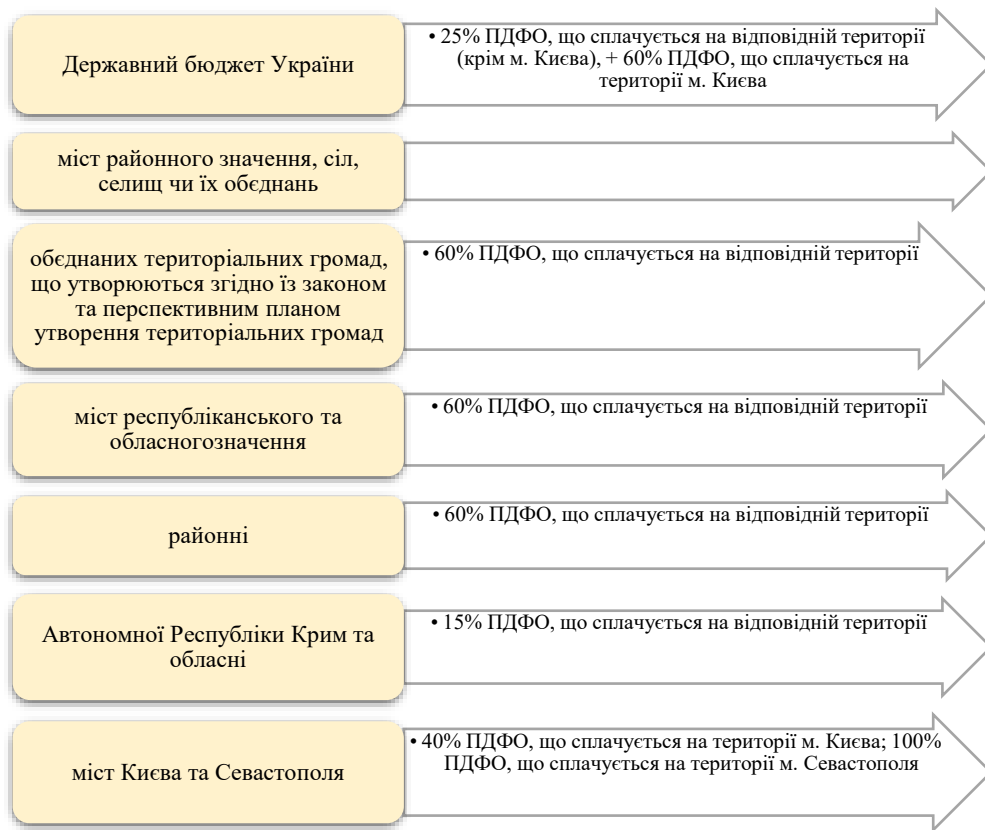 Державний бюджет України
• 25% ПДФО, що сплачується на відповідній території
(крім м. Києва), + 60% ПДФО, що сплачується на
території м. Києва
міст районного значення, сіл,
селищ чи їх обєднань
обєднаних територіальних громад,
що утворюються згідно їз законом
та перспективним планом
утворення територіальних громад
• 60% ПДФО, що сплачується на відповідній території
міст республіканського та
обласногозначення
• 60% ПДФО, що сплачується на відповідній території
районні
• 60% ПДФО, що сплачується на відповідній території
Автономної Республіки Крим та
обласні
• 15% ПДФО, що сплачується на відповідній території
міст Києва та Севастополя
• 40% ПДФО, що сплачується на території м. Києва; 100%
ПДФО, що сплачується на території м. Севастополя